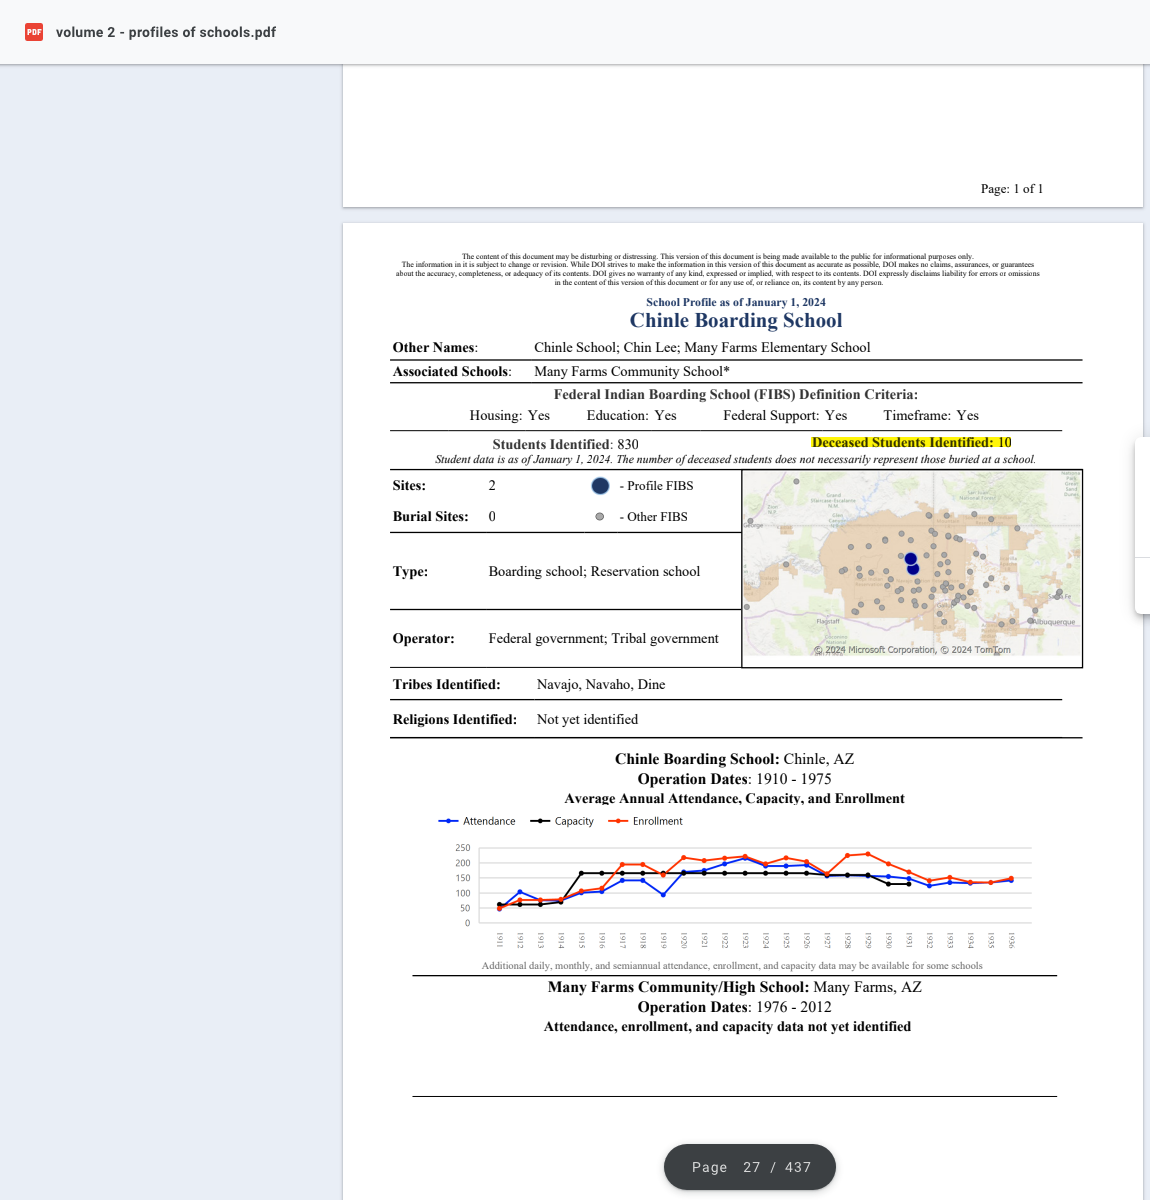 PDF volume 2 - profiles of schools.pdf
Page: 1 of 1
The content of this document may be disturbing or distressing. This version of this document is being made available to the public for informational purposes only.
The information in it is subject to change or revision. While DOI strives to make the information in this version of this document as accurate as possible, DOI makes no claims, assurances, or guarantees
about the accuracy, completeness, or adequacy of its contents. DOI gives no warranty of any kind, expressed or implied, with respect to its contents. DOI expressly disclaims liability for errors or omissions
in the content of this version of this document or for any use of, or reliance on, its content by any person.
School Profile as of January 1, 2024
Chinle Boarding School
Other Names: Chinle School; Chin Lee; Many Farms Elementary School
Associated Schools: Many Farms Community School*
Federal Indian Boarding School (FIBS) Definition Criteria:
Housing: Yes Education: Yes Federal Support: Yes Timeframe: Yes
Students Identified: 830 Deceased Students Identified: 10
Student data is as of January 1, 2024. The number of deceased students does not necessarily represent those buried at a school.
Sites: 2 - Profile FIBS
Burial Sites: 0 - Other FIBS
Type: Boarding school; Reservation school
Operator: Federal government; Tribal government
Flagstaff
Albuquerque
© 2024 Microsoft Corporation, © 2024 TomTom
Tribes Identified: Navajo, Navaho, Dine
Religions Identified: Not yet identified
Chinle Boarding School: Chinle, AZ
Operation Dates: 1910 - 1975
Average Annual Attendance, Capacity, and Enrollment
Attendance Capacity Enrollment
250
200
150
100
50
0
1911 1912 1913 1914 1915 1916 1917 1918 1919 1920 1921 1922 1923 1924 1925 1926 1927 1928 1929 1930 1931 1932 1933 1934 1935 1936
Additional daily, monthly, and semiannual attendance, enrollment, and capacity data may be available for some schools
Many Farms Community/High School: Many Farms, AZ
Operation Dates: 1976 - 2012
Attendance, enrollment, and capacity data not yet identified
Page 27 / 437